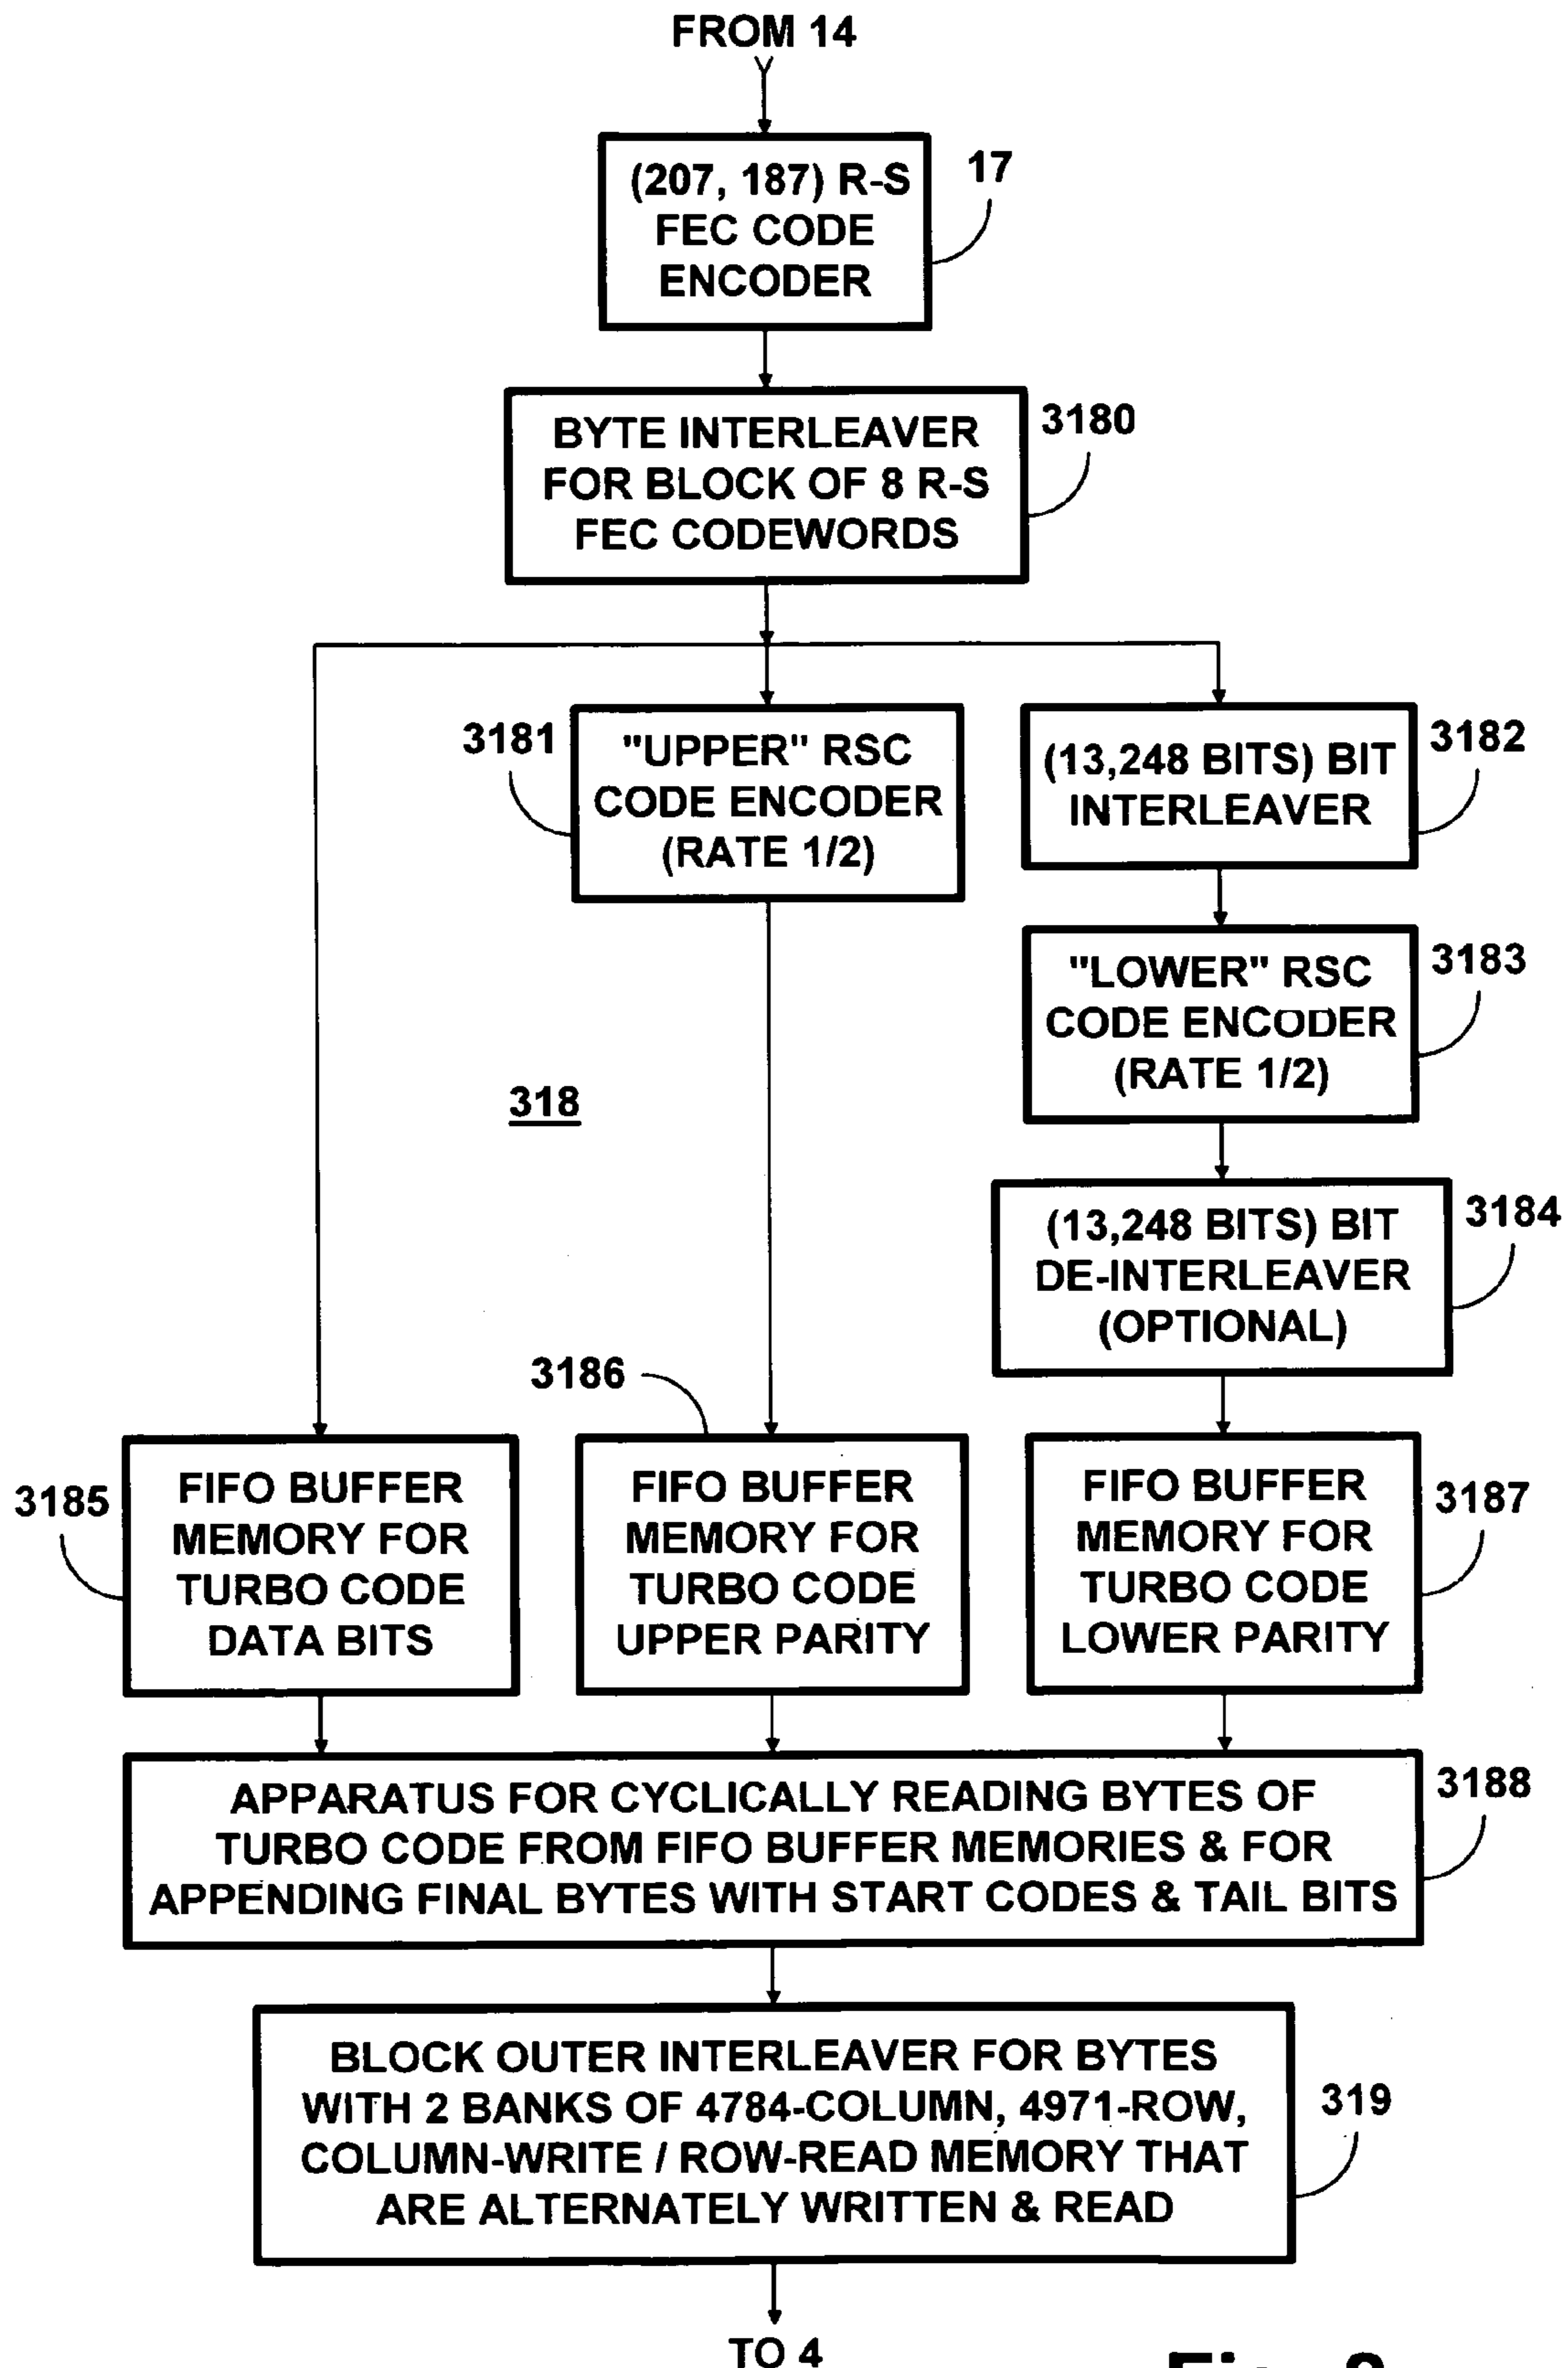 FROM 14
(207, 187) R-S
FEC CODE
ENCODER
17
BYTE INTERLEAVER
FOR BLOCK OF 8 R-S
FEC CODEWORDS
3180
3181
"UPPER" RSC
CODE ENCODER
(RATE 1/2)
(13,248 BITS) BIT
INTERLEAVER
3182
"LOWER" RSC
CODE ENCODER
(RATE 1/2)
3183
318
(13,248 BITS) BIT
DE-INTERLEAVER
(OPTIONAL)
3184
3185
FIFO BUFFER
MEMORY FOR
TURBO CODE
DATA BITS
3186
FIFO BUFFER
MEMORY FOR
TURBO CODE
UPPER PARITY
FIFO BUFFER
MEMORY FOR
TURBO CODE
LOWER PARITY
3187
APPARATUS FOR CYCLICALLY READING BYTES OF
TURBO CODE FROM FIFO BUFFER MEMORIES & FOR
APPENDING FINAL BYTES WITH START CODES & TAIL BITS
3188
BLOCK OUTER INTERLEAVER FOR BYTES
WITH 2 BANKS OF 4784-COLUMN, 4971-ROW,
COLUMN-WRITE / ROW-READ MEMORY THAT
ARE ALTERNATELY WRITTEN & READ
319
TO 4